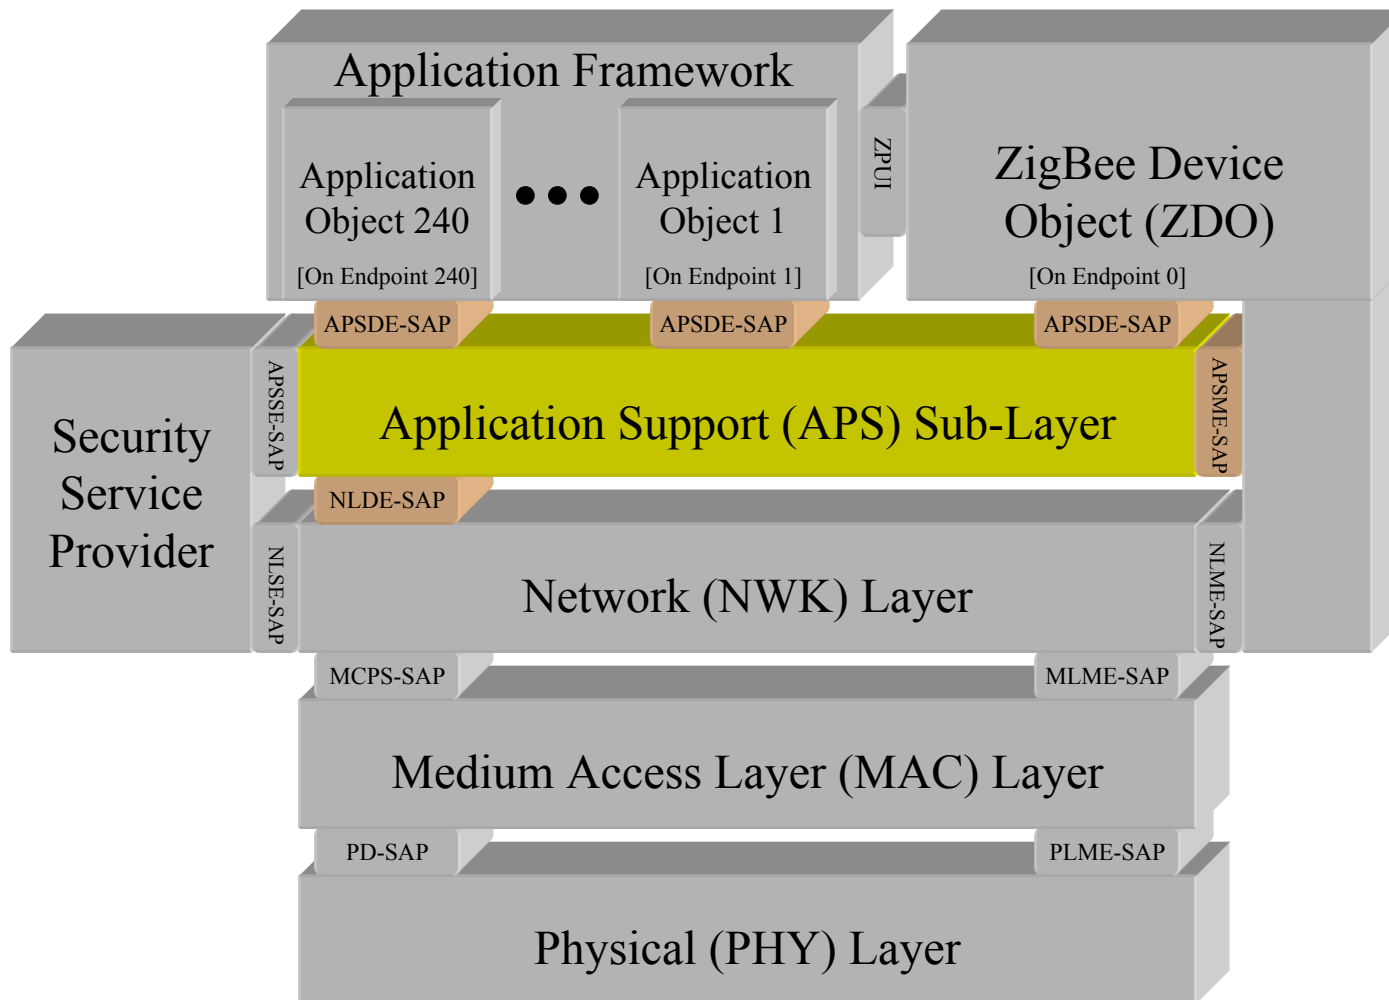 Application Framework
Application
Object 240
[On Endpoint 240]
Application
Object 1
[On Endpoint 1]
ZPUI
ZigBee Device
Object (ZDO)
[On Endpoint 0]
APSDE-SAP
APSDE-SAP
APSDE-SAP
Security
Service
Provider
APSSE-SAP
Application Support (APS) Sub-Layer
APSME-SAP
NLDE-SAP
NLSE-SAP
Network (NWK) Layer
NLME-SAP
MCPS-SAP
MLME-SAP
Medium Access Layer (MAC) Layer
PD-SAP
PLME-SAP
Physical (PHY) Layer